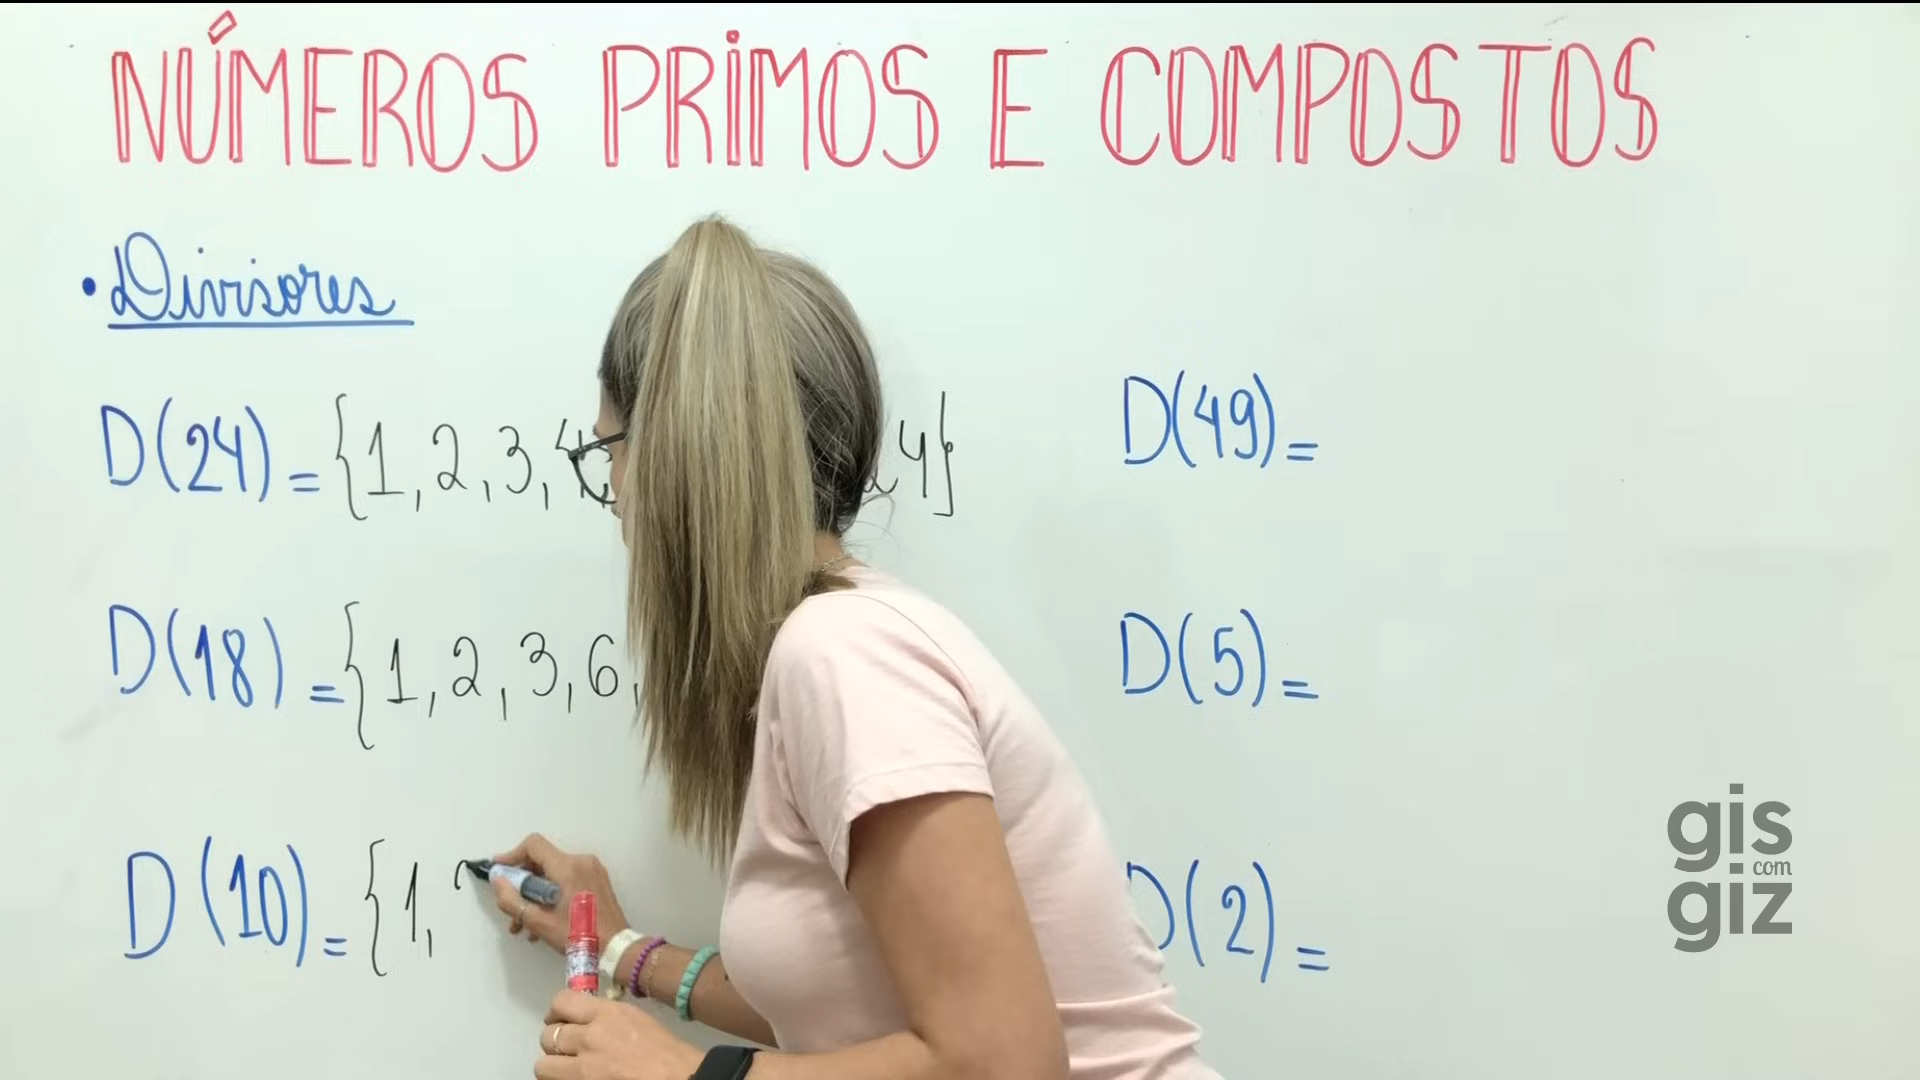 NÚMEROS PRIMOS E COMPOSTOS
• Divisores
D(24) = {1, 2, 3, 4, 24}
D(18) = {1, 2, 3, 6,
D(10) = {1,
D(49) =
D(5) =
D(2) =
gis
com
giz